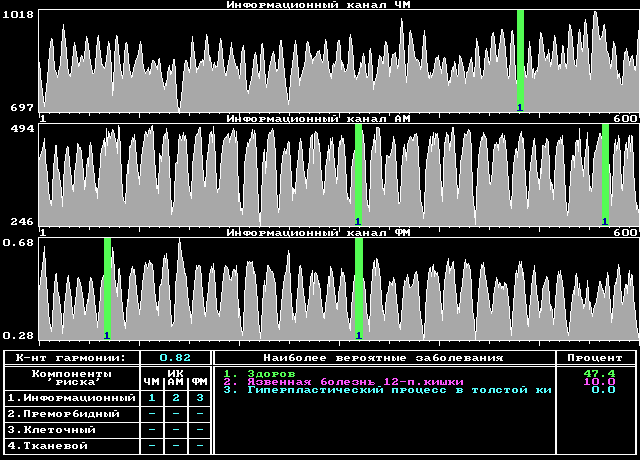 Информационный канал ЧМ
1018
697
1
Информационный канал АМ
1 600
494
246
1 1
Информационный канал ФМ
1 600
0.68
0.28
1 1
К-нт гармонии: 0.82 Наиболее вероятные заболевания Процент
Компоненты ИК
'риска' ЧМ АМ ФМ
1. Здоров 47.4
2. Язвенная болезнь 12-п.кишки 10.0
3. Гиперпластический процесс в толстой ки 0.0
1.Информационный 1 2 3
2.Преморбидный - - -
3.Клеточный - - -
4.Тканевой - - -